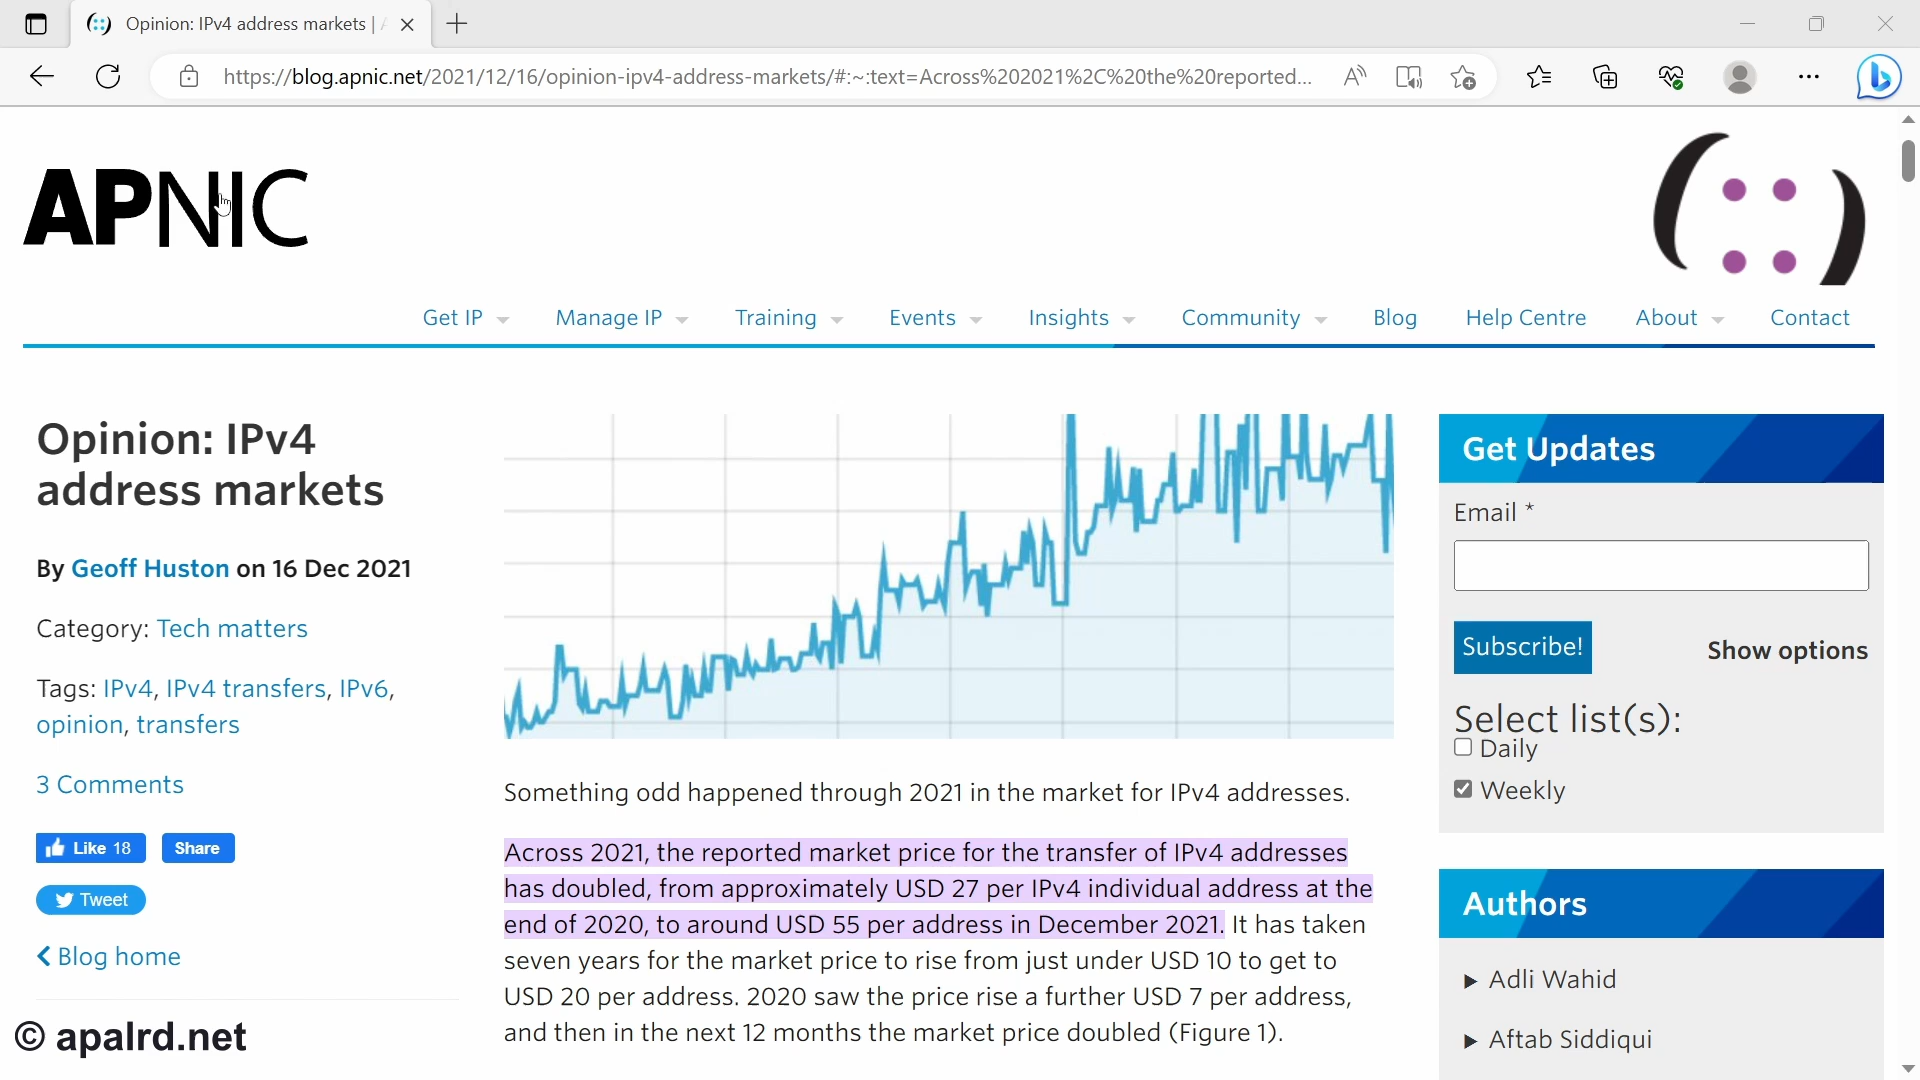 Opinion: IPv4 address markets |
https://blog.apnic.net/2021/12/16/opinion-ipv4-address-markets/#:~:text=Across%202021%2C%20the%20reported...
APNIC
Get IP Manage IP Training Events Insights Community Blog Help Centre About Contact
Opinion: IPv4
address markets
By Geoff Huston on 16 Dec 2021
Category: Tech matters
Tags: IPv4, IPv4 transfers, IPv6,
opinion, transfers
3 Comments
Like 18 Share
Tweet
Blog home
© apalrd.net
Something odd happened through 2021 in the market for IPv4 addresses.
Across 2021, the reported market price for the transfer of IPv4 addresses
has doubled, from approximately USD 27 per IPv4 individual address at the
end of 2020, to around USD 55 per address in December 2021. It has taken
seven years for the market price to rise from just under USD 10 to get to
USD 20 per address. 2020 saw the price rise a further USD 7 per address,
and then in the next 12 months the market price doubled (Figure 1).
Get Updates
Email *
Subscribe! Show options
Select list(s):
Daily
Weekly
Authors
Adli Wahid
Aftab Siddiqui